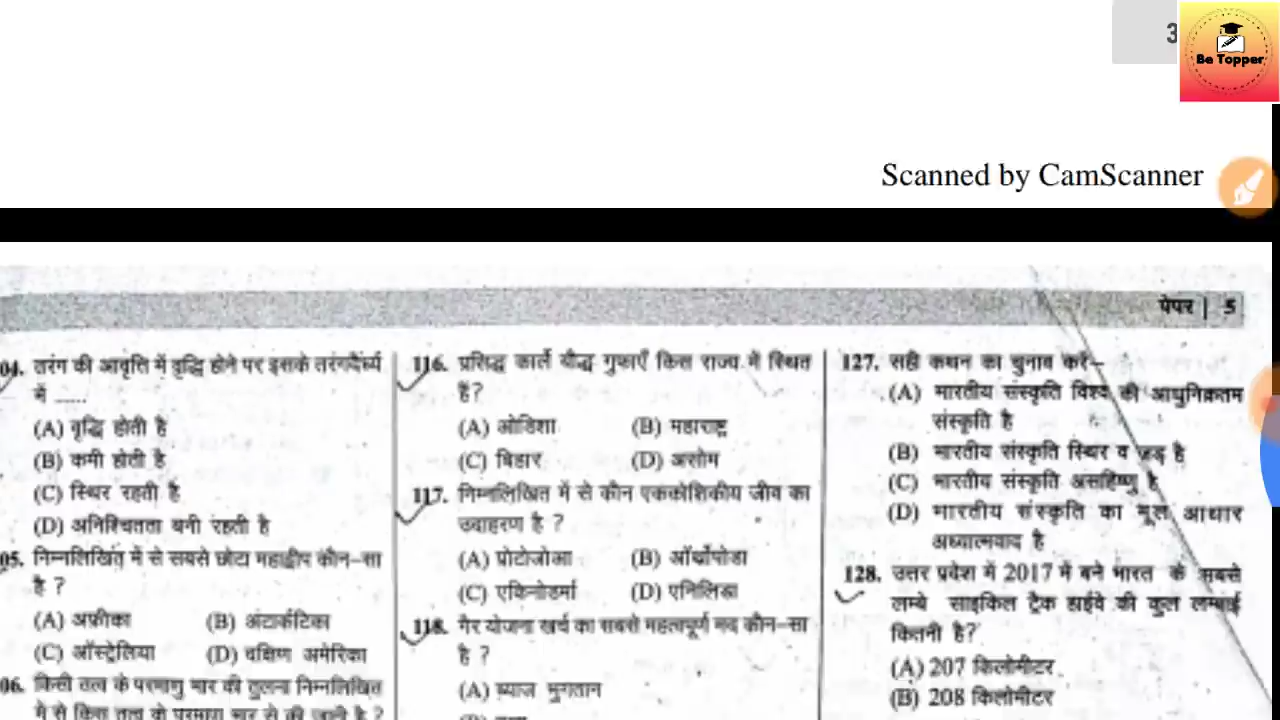 3
Be Topper
Scanned by CamScanner
पेपर | 5
04. तरंग की आवृत्ति में वृद्धि होने पर इसके तरंगदैर्ध्य
में .....
(A) वृद्धि होती है
(B) कमी होती है
(C) स्थिर रहती है
(D) अनिश्चितता बनी रहती है
05. निम्नलिखित में से सबसे छोटा महाद्वीप कौन-सा
है ?
(A) अफ्रीका
(B) अंटार्कटिका
(C) ऑस्ट्रेलिया
(D) दक्षिण अमेरिका
06. किसी तत्व के परमाणु भार की तुलना निम्नलिखित
में से किस तत्व के परमाणु भार से की जाती है ?
116. प्रसिद्ध कार्ले बौद्ध गुफाएँ किस राज्य में स्थित
हैं?
(A) ओडिशा
(B) महाराष्ट्र
(C) बिहार
(D) असोम
117. निम्नलिखित में से कौन एककोशिकीय जीव का
उदाहरण है ?
(A) प्रोटोजोआ
(B) ऑर्थोपोडा
(C) एकिनोडर्मा
(D) एनिलिडा
118. गैर योजना खर्च का सबसे महत्वपूर्ण मद कौन-सा
है ?
(A) ब्याज भुगतान
127. सही कथन का चुनाव करें–
(A) भारतीय संस्कृति विश्व की आधुनिकतम
संस्कृति है
(B) भारतीय संस्कृति स्थिर व जड़ है
(C) भारतीय संस्कृति असहिष्णु है
(D) भारतीय संस्कृति का मूल आधार
अध्यात्मवाद है
128. उत्तर प्रदेश में 2017 में बने भारत के सबसे
लम्बे साइकिल ट्रैक हाईवे की कुल लम्बाई
कितनी है?
(A) 207 किलोमीटर
(B) 208 किलोमीटर